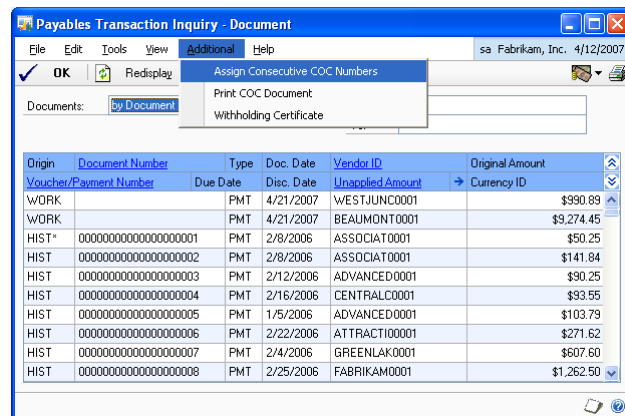 Payables Transaction Inquiry - Document
File Edit Tools View Additional Help sa Fabrikam, Inc. 4/12/2007
OK Redisplay
Assign Consecutive COC Numbers
Print COC Document
Withholding Certificate
Documents: by Document
Origin Document Number Type Doc. Date Vendor ID Original Amount
Voucher/Payment Number Due Date Disc. Date Unapplied Amount Currency ID
WORK PMT 4/21/2007 WESTJUNC0001 $990.89
WORK PMT 4/21/2007 BEAUMONT0001 $9,274.45
HIST* 00000000000000000001 PMT 2/8/2006 ASSOCIAT0001 $50.25
HIST 00000000000000000002 PMT 2/8/2006 ASSOCIAT0001 $141.84
HIST 00000000000000000003 PMT 2/12/2006 ADVANCED0001 $90.25
HIST 00000000000000000004 PMT 2/16/2006 CENTRALC0001 $93.55
HIST 00000000000000000005 PMT 1/5/2006 ADVANCED0001 $103.79
HIST 00000000000000000006 PMT 2/22/2006 ATTRACTI00001 $271.62
HIST 00000000000000000007 PMT 2/4/2006 GREENLAK0001 $607.60
HIST 00000000000000000008 PMT 2/25/2006 FABRIKAM0001 $1,262.50